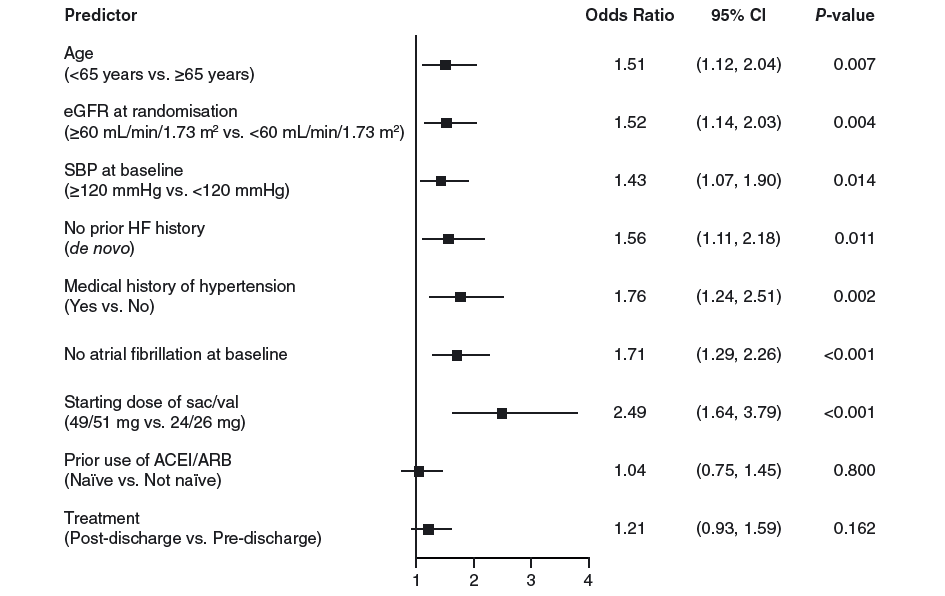 Predictor Odds Ratio 95% CI P-value
Age
(<65 years vs. ≥65 years) 1.51 (1.12, 2.04) 0.007
eGFR at randomisation
(≥60 mL/min/1.73 m² vs. <60 mL/min/1.73 m²) 1.52 (1.14, 2.03) 0.004
SBP at baseline
(≥120 mmHg vs. <120 mmHg) 1.43 (1.07, 1.90) 0.014
No prior HF history
(de novo) 1.56 (1.11, 2.18) 0.011
Medical history of hypertension
(Yes vs. No) 1.76 (1.24, 2.51) 0.002
No atrial fibrillation at baseline 1.71 (1.29, 2.26) <0.001
Starting dose of sac/val
(49/51 mg vs. 24/26 mg) 2.49 (1.64, 3.79) <0.001
Prior use of ACEI/ARB
(Naïve vs. Not naïve) 1.04 (0.75, 1.45) 0.800
Treatment
(Post-discharge vs. Pre-discharge) 1.21 (0.93, 1.59) 0.162
1 2 3 4